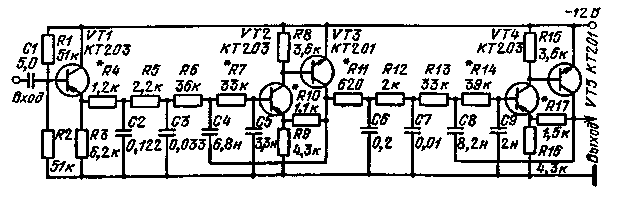 VT1
КТ203
VT2
КТ203
R8
3,6к
VT3
КТ201
VT4
КТ203
R15
3,6к
-12 В
VT5 КТ201
C1
5,0
Вход
R1
51к
*R4
1,2к
R5
2,2к
R6
36к
*R7
33к
*R10
1,1к
*R11
620
R12
2к
R13
33к
*R14
39к
*R17
1,5к
R2
51к
R3
6,2к
C2
0,122
C3
0,033
C4
6,8н
C5
3,3н
R9
4,3к
C6
0,2
C7
0,01
C8
8,2н
C9
2н
R16
4,3к
Выход